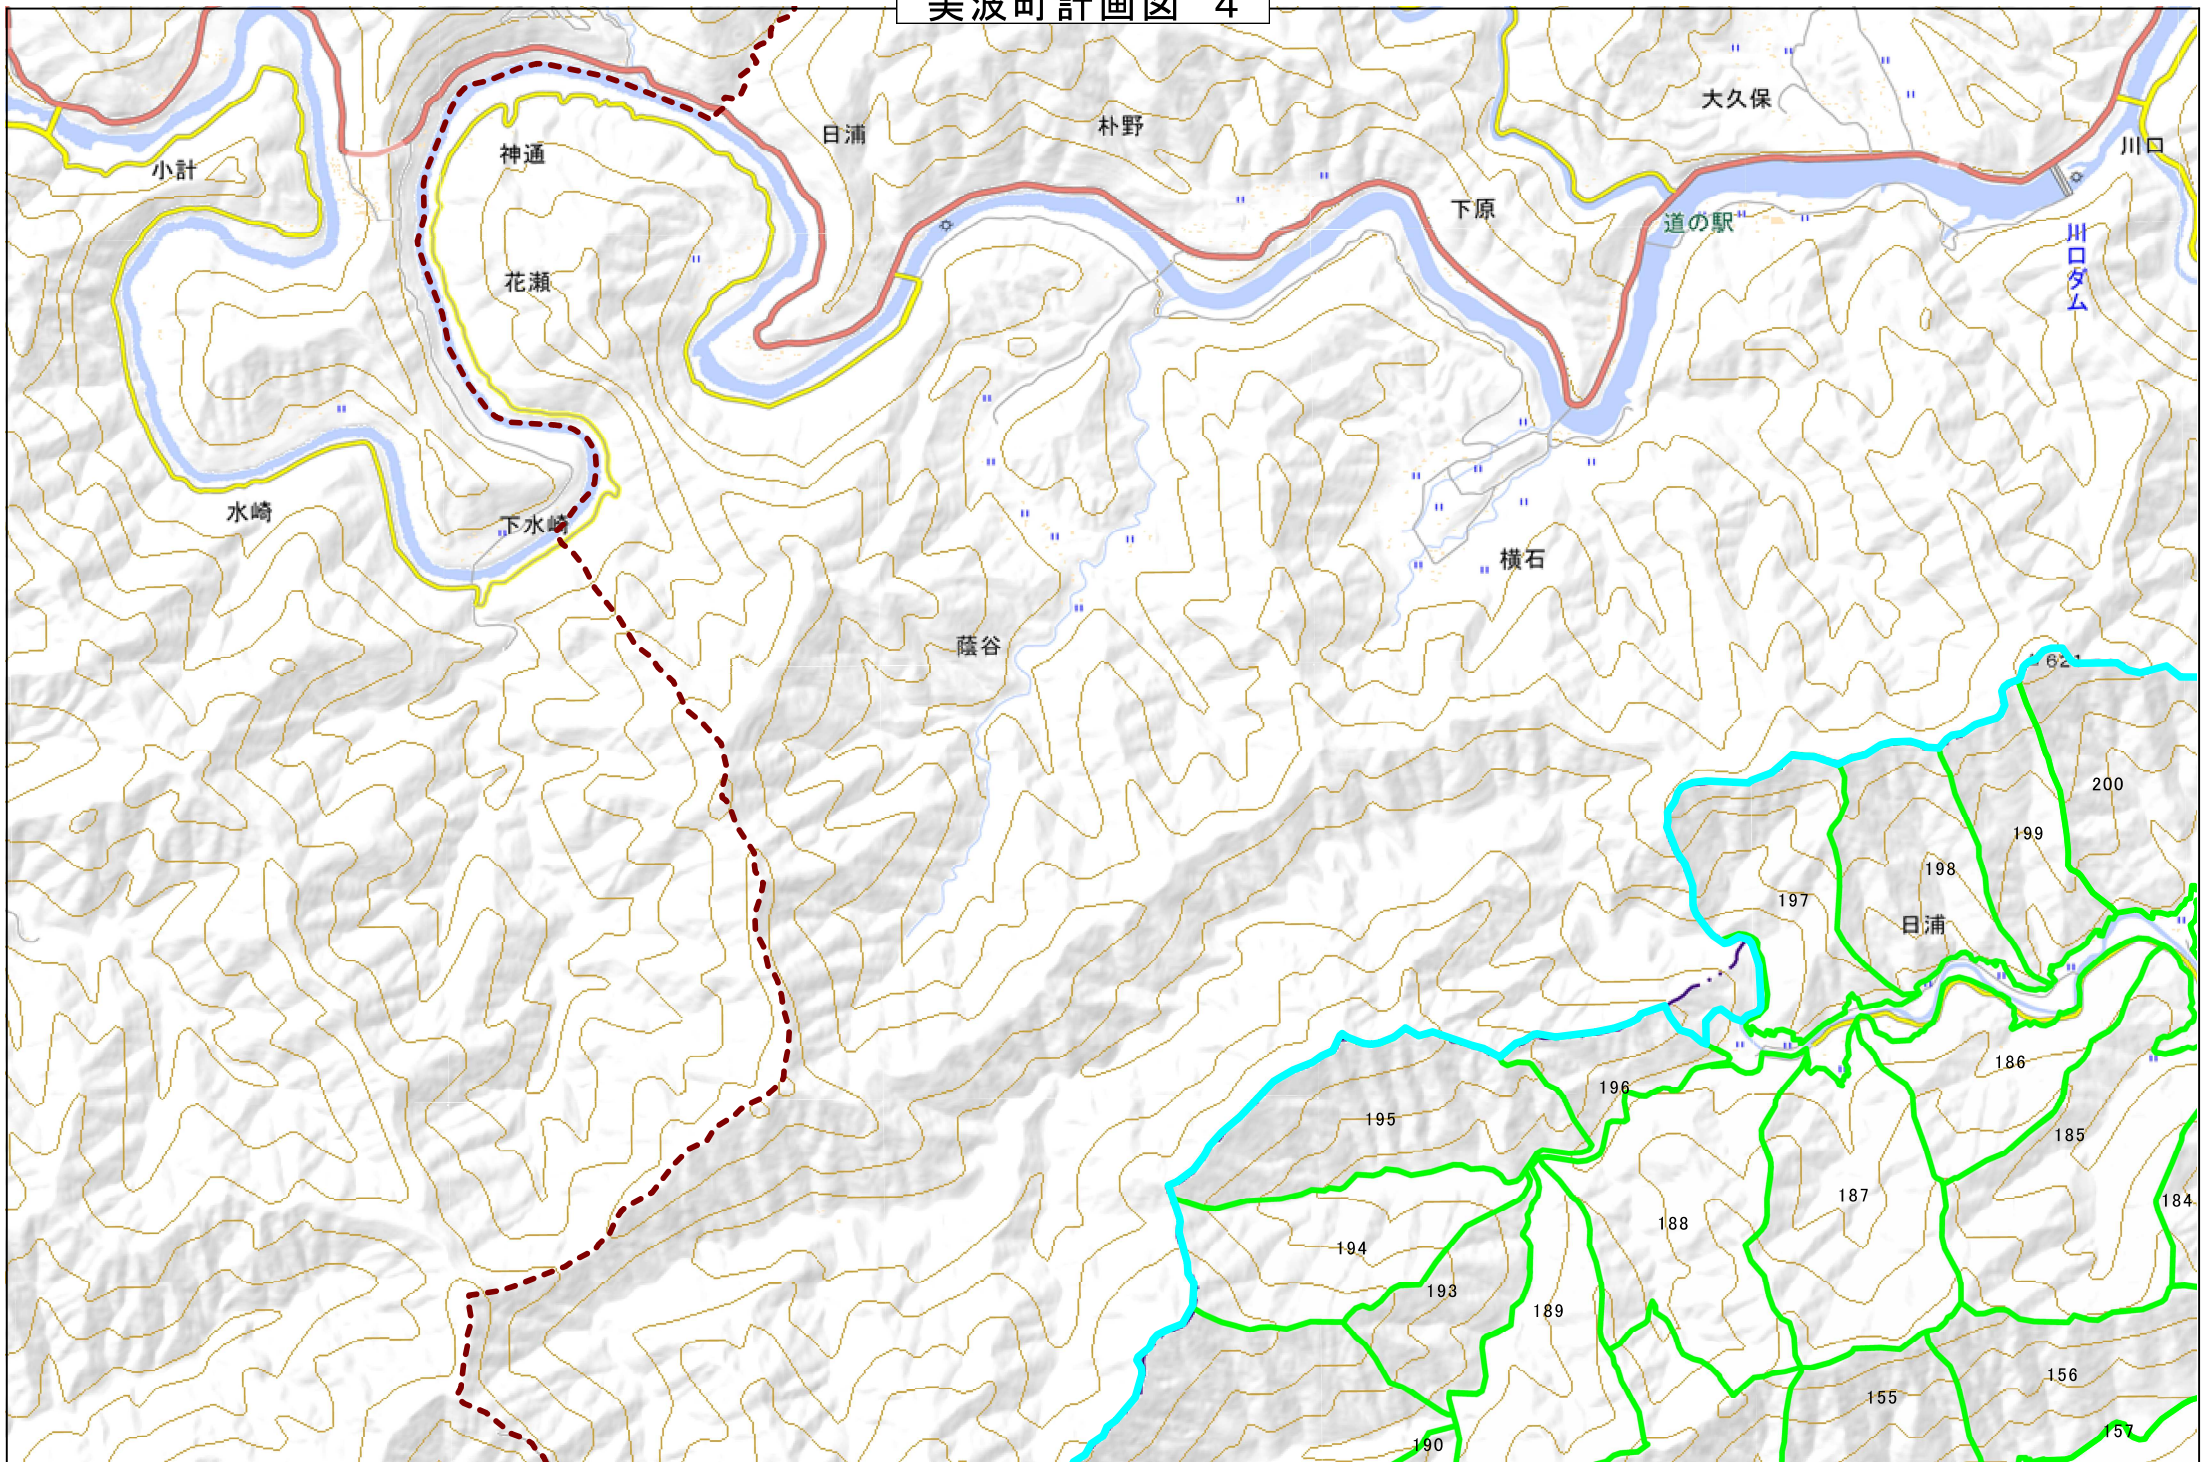 美波町計画図 4
大久保
日浦
朴野
川口
神通
小計
下原
道の駅
川口ダム
花瀬
水崎
下水崎
横石
蔭谷
621
200
199
198
197
日浦
186
196
195
185
187
184
188
194
193
189
156
155
157
190